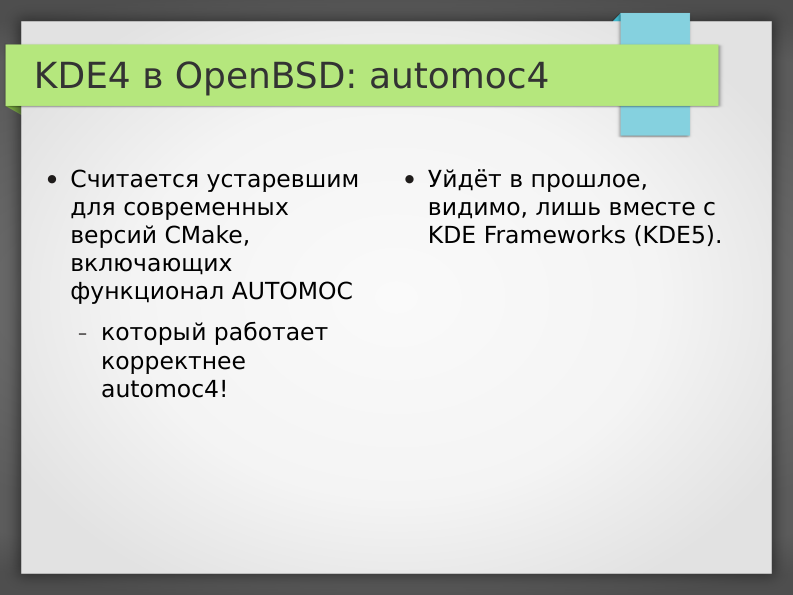 KDE4 в OpenBSD: automoc4
● Считается устаревшим
для современных
версий CMake,
включающих
функционал AUTOMOC
– который работает
корректнее
automoc4!
● Уйдёт в прошлое,
видимо, лишь вместе с
KDE Frameworks (KDE5).